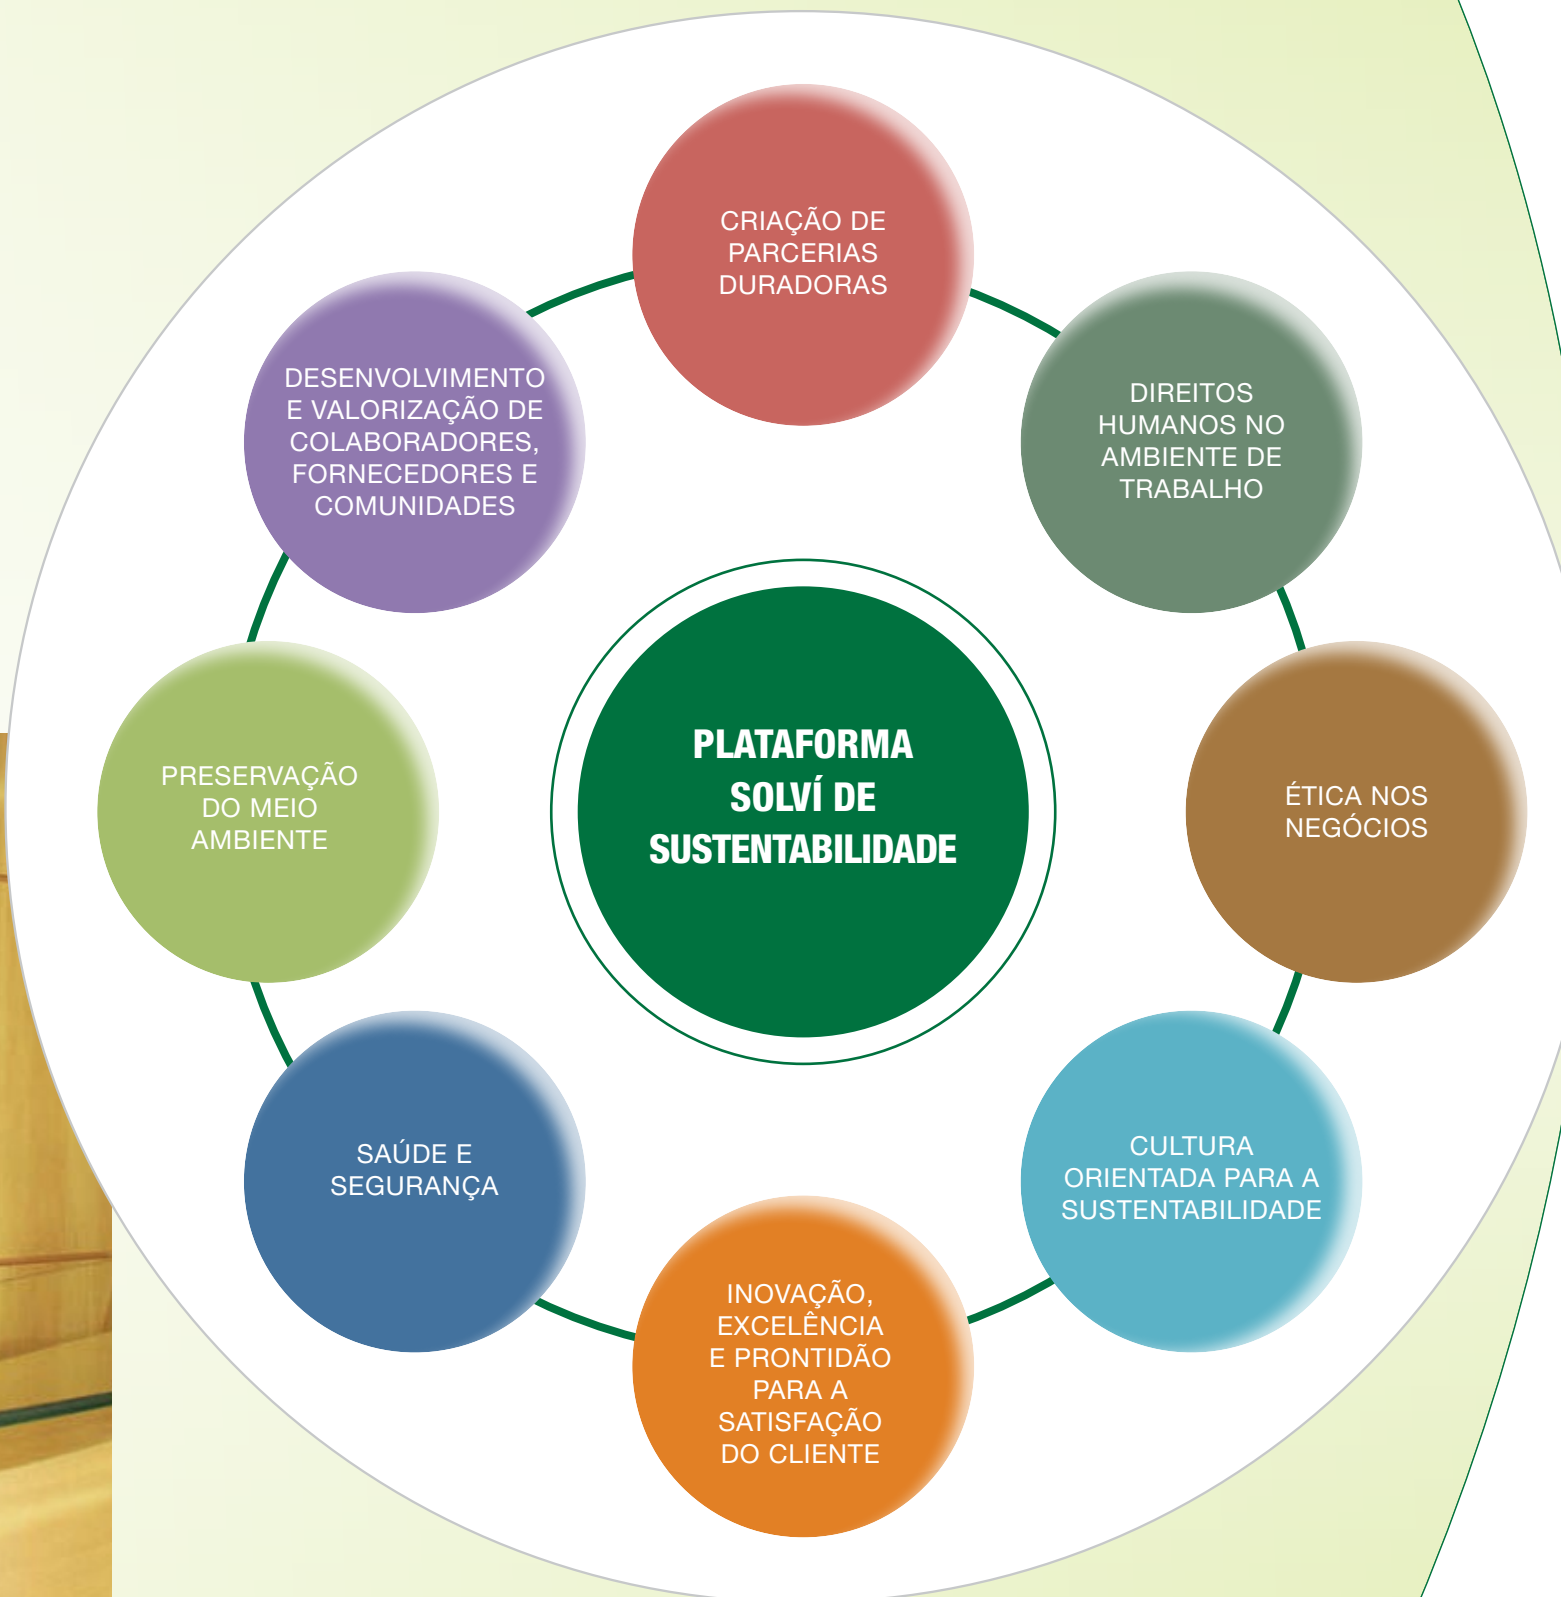 CRIAÇÃO DE
PARCERIAS
DURADORAS
DESENVOLVIMENTO
E VALORIZAÇÃO DE
COLABORADORES,
FORNECEDORES E
COMUNIDADES
DIREITOS
HUMANOS NO
AMBIENTE DE
TRABALHO
PLATAFORMA
SOLVÍ DE
SUSTENTABILIDADE
PRESERVAÇÃO
DO MEIO
AMBIENTE
ÉTICA NOS
NEGÓCIOS
SAÚDE E
SEGURANÇA
CULTURA
ORIENTADA PARA A
SUSTENTABILIDADE
INOVAÇÃO,
EXCELÊNCIA
E PRONTIDÃO
PARA A
SATISFAÇÃO
DO CLIENTE